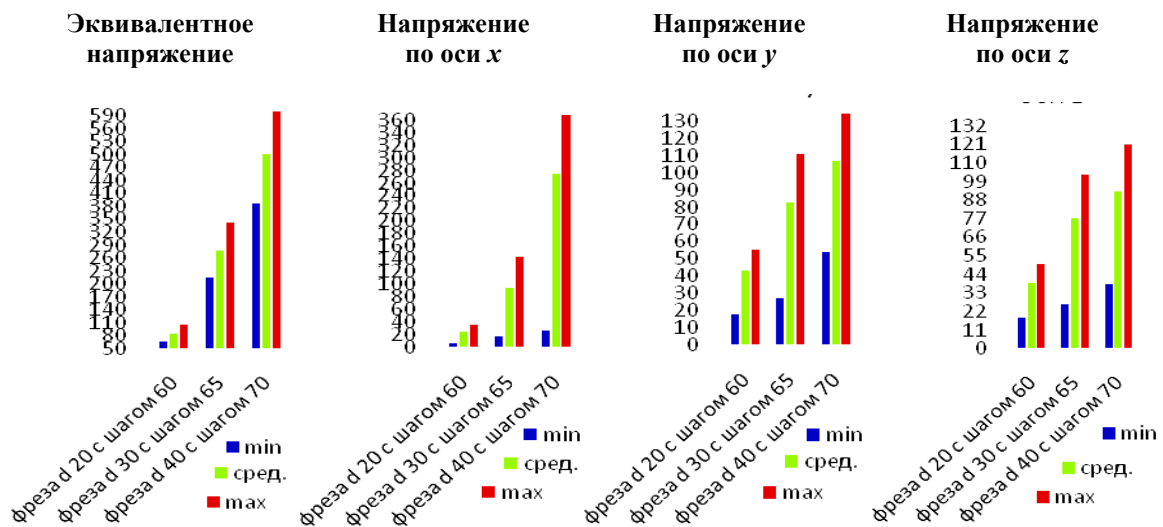 Эквивалентное
напряжение
590
560
530
500
470
440
410
380
350
320
290
260
230
200
170
140
110
80
50
фреза d 20 с шагом 60
фреза d 30 с шагом 65
фреза d 40 с шагом 70
min
сред.
max
Напряжение
по оси x
360
340
320
300
280
260
240
220
200
180
160
140
120
100
80
60
40
20
0
фреза d 20 с шагом 60
фреза d 30 с шагом 65
фреза d 40 с шагом 70
min
сред.
max
Напряжение
по оси y
130
120
110
100
90
80
70
60
50
40
30
20
10
0
фреза d 20 с шагом 60
фреза d 30 с шагом 65
фреза d 40 с шагом 70
min
сред.
max
Напряжение
по оси z
132
121
110
99
88
77
66
55
44
33
22
11
0
фреза d 20 с шагом 60
фреза d 30 с шагом 65
фреза d 40 с шагом 70
min
сред.
max